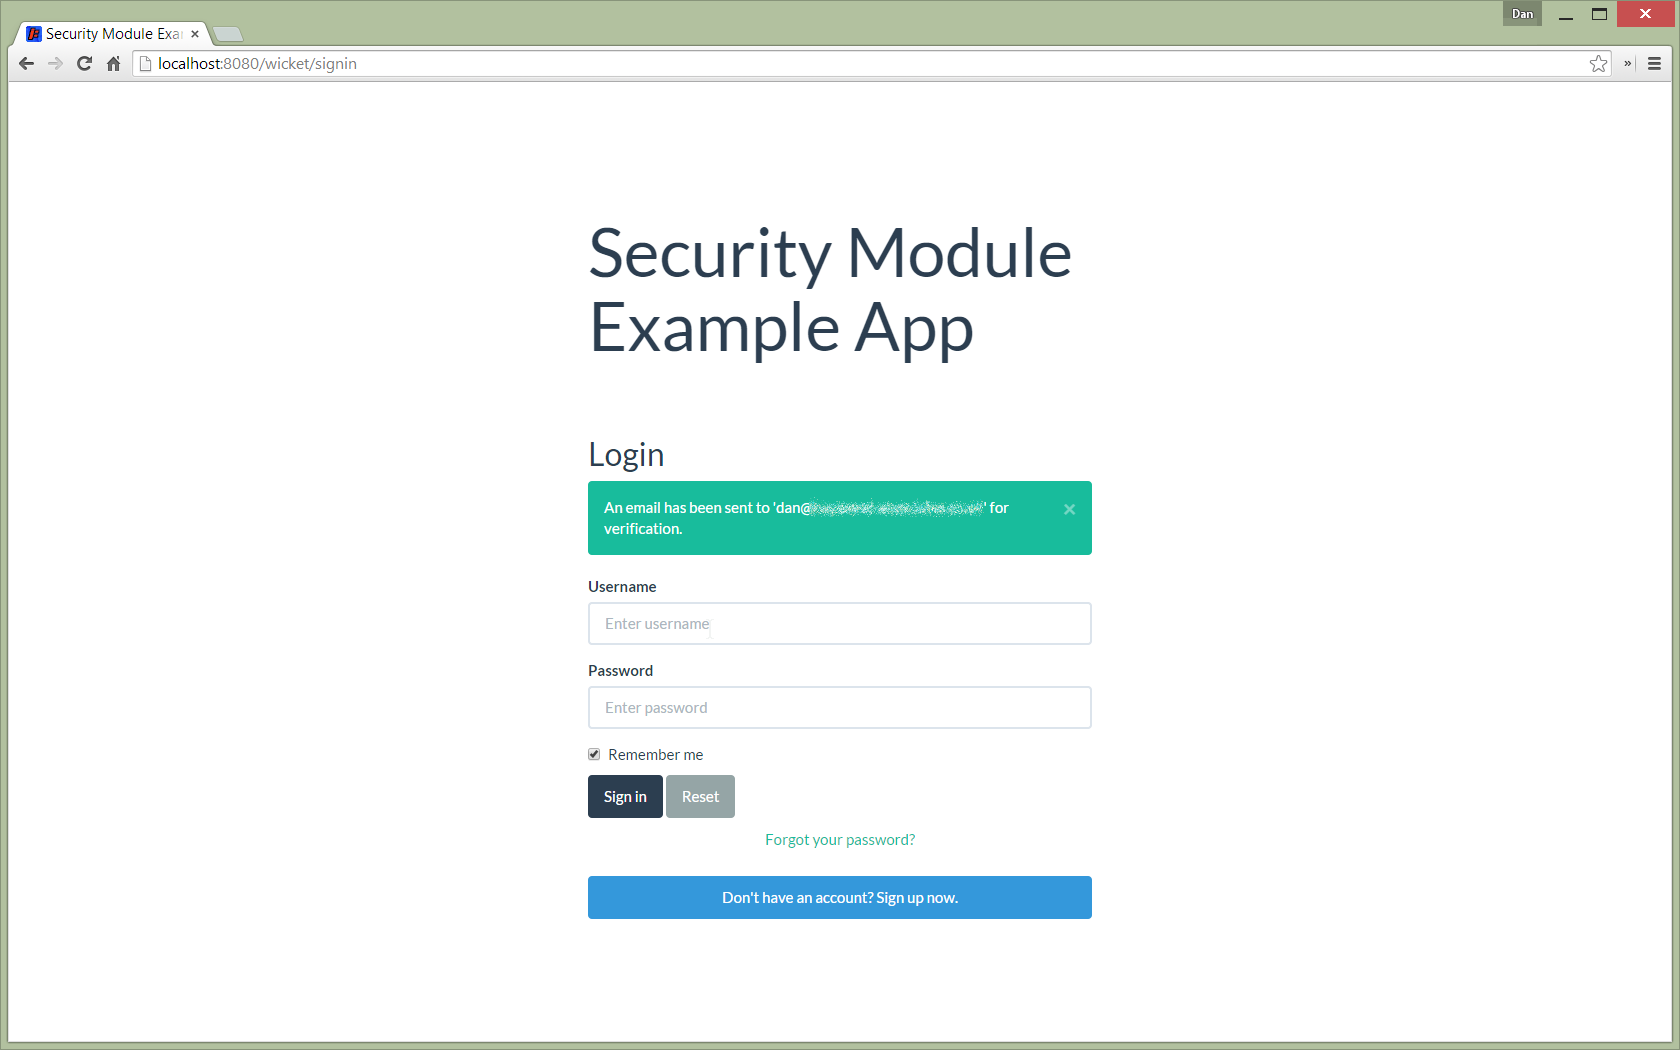 Dan
Security Module Exa
localhost:8080/wicket/signin
Security Module
Example App
Login
An email has been sent to 'dan@ ' for
verification.
Username
Enter username
Password
Enter password
Remember me
Sign in
Reset
Forgot your password?
Don't have an account? Sign up now.